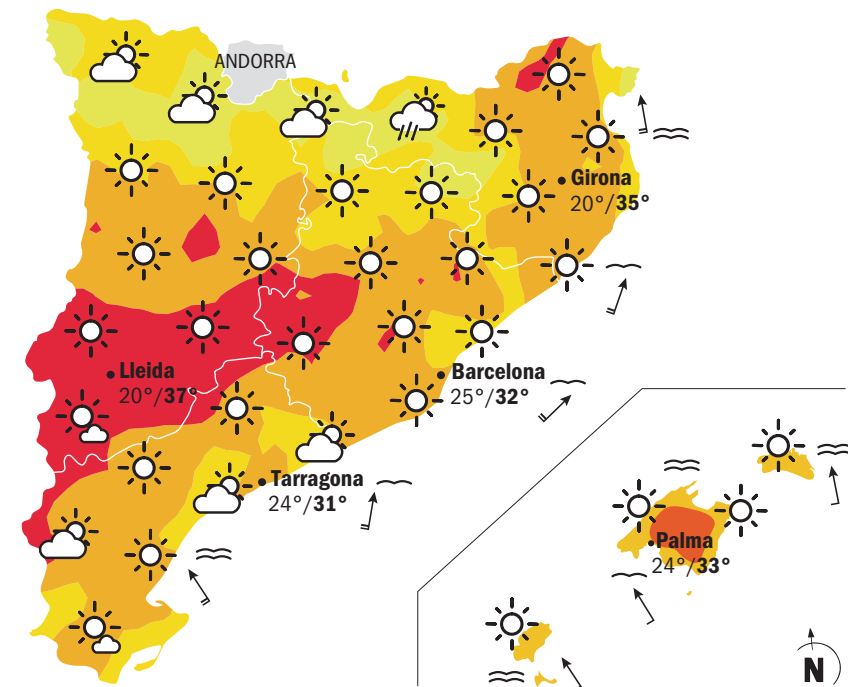 ANDORRA
Girona
20°/35°
Lleida
20°/37°
Barcelona
25°/32°
Tarragona
24°/31°
Palma
24°/33°
N